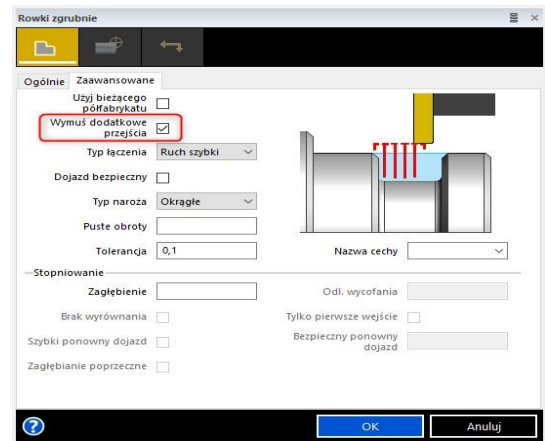 Rowki zgrubnie
Ogólnie Zaawansowane
Użyj bieżącego
półfabrykatu
Wymuś dodatkowe
przejścia
Typ łączenia Ruch szybki
Dojazd bezpieczny
Typ naroża Okrągłe
Puste obroty
Tolerancja 0,1 Nazwa cechy
Stopniowanie
Zagłębienie Odl. wycofania
Brak wyrównania Tylko pierwsze wejście
Szybki ponowny dojazd Bezpieczny ponowny
dojazd
Zagłębianie poprzeczne
? OK Anuluj